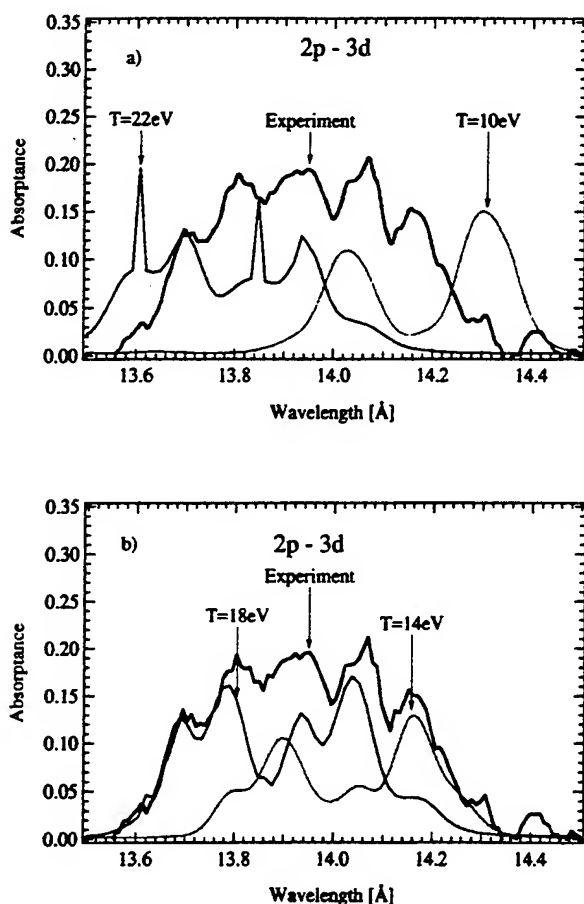 0.35
2p - 3d
a)
0.30
T=22eV
Experiment
T=10eV
0.25
0.20
0.15
0.10
0.05
0.00
Absorptance
13.6
13.8
14.0
14.2
14.4
Wavelength [Å]
0.35
b)
2p - 3d
0.30
Experiment
0.25
T=18eV
T=14eV
0.20
0.15
0.10
0.05
0.00
Absorptance
13.6
13.8
14.0
14.2
14.4
Wavelength [Å]